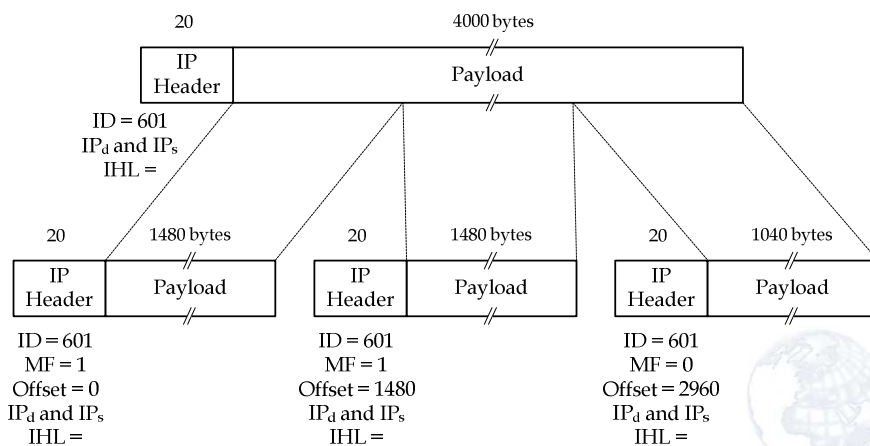 20 4000 bytes
IP
Header
Payload
ID = 601
IPd and IPs
IHL =
20 1480 bytes 20 1480 bytes 20 1040 bytes
IP
Header
Payload
IP
Header
Payload
IP
Header
Payload
ID = 601
MF = 1
Offset = 0
IPd and IPs
IHL =
ID = 601
MF = 1
Offset = 1480
IPd and IPs
IHL =
ID = 601
MF = 0
Offset = 2960
IPd and IPs
IHL =